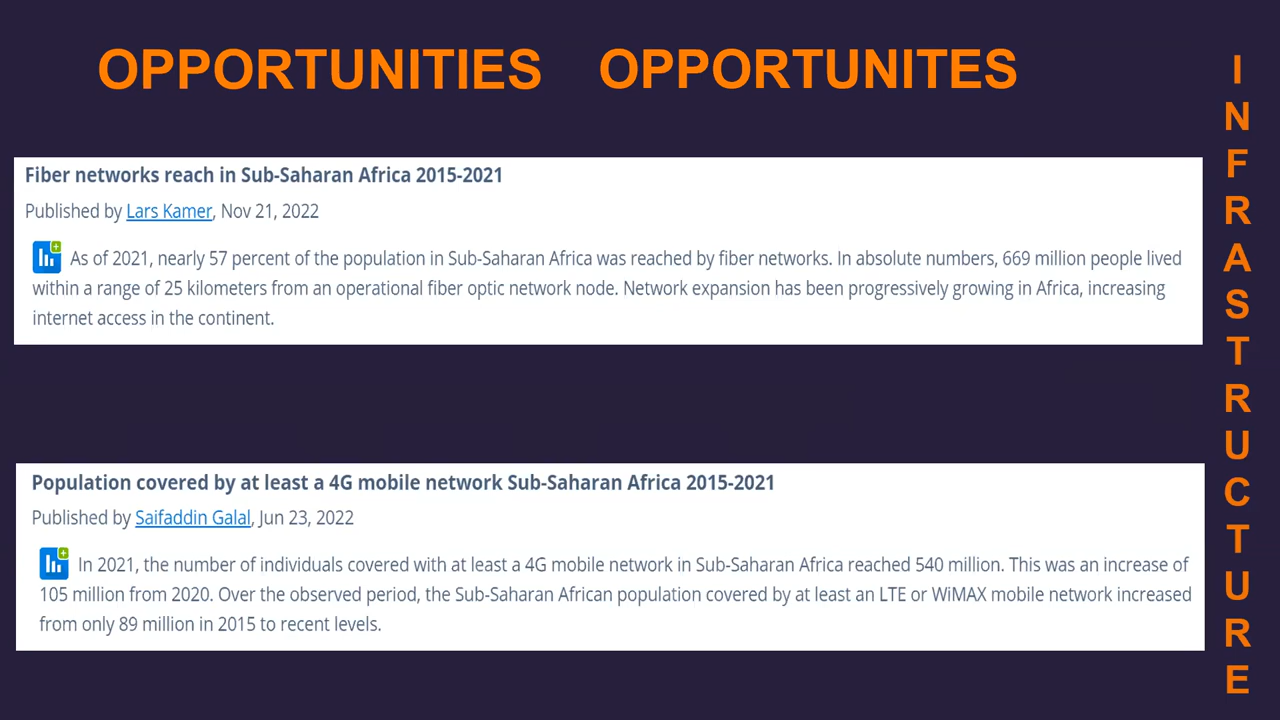 OPPORTUNITIES OPPORTUNITES
Fiber networks reach in Sub-Saharan Africa 2015-2021
Published by Lars Kamer, Nov 21, 2022
As of 2021, nearly 57 percent of the population in Sub-Saharan Africa was reached by fiber networks. In absolute numbers, 669 million people lived
within a range of 25 kilometers from an operational fiber optic network node. Network expansion has been progressively growing in Africa, increasing
internet access in the continent.
Population covered by at least a 4G mobile network Sub-Saharan Africa 2015-2021
Published by Saifaddin Galal, Jun 23, 2022
In 2021, the number of individuals covered with at least a 4G mobile network in Sub-Saharan Africa reached 540 million. This was an increase of
105 million from 2020. Over the observed period, the Sub-Saharan African population covered by at least an LTE or WiMAX mobile network increased
from only 89 million in 2015 to recent levels.
INFRASTRUCTURE